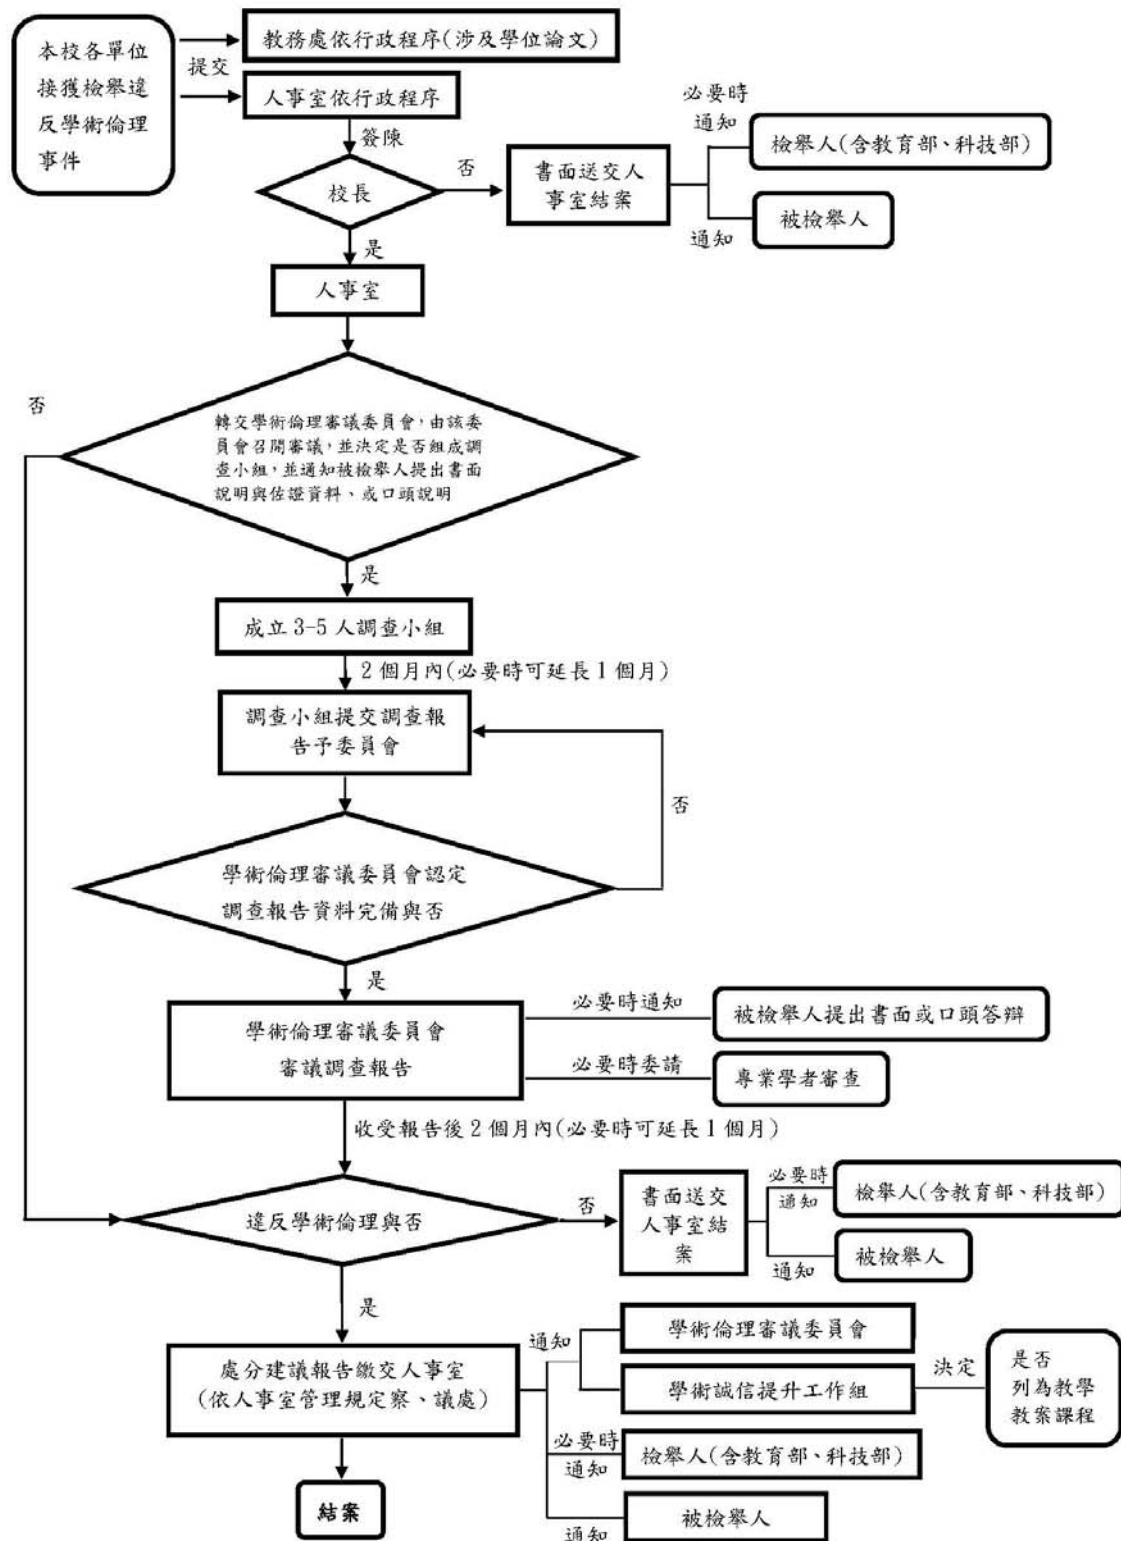 本校各單位
接獲檢舉違
反學術倫理
事件
提交
教務處依行政程序(涉及學位論文)
人事室依行政程序
簽陳
校長
否
書面送交人
事室結案
必要時
通知
檢舉人(含教育部、科技部)
通知
被檢舉人
是
人事室
否
轉交學術倫理審議委員會，由該委
員會召開審議，並決定是否組成調
查小組，並通知被檢舉人提出書面
說明與佐證資料、或口頭說明
是
成立 3-5 人調查小組
2 個月內(必要時可延長 1 個月)
調查小組提交調查報
告予委員會
否
學術倫理審議委員會認定
調查報告資料完備與否
是
學術倫理審議委員會
審議調查報告
必要時通知
被檢舉人提出書面或口頭答辯
必要時委請
專業學者審查
收受報告後 2 個月內(必要時可延長 1 個月)
違反學術倫理與否
否
書面送交
人事室結
案
必要時
通知
檢舉人(含教育部、科技部)
通知
被檢舉人
是
處分建議報告繳交人事室
(依人事室管理規定察、議處)
通知
學術倫理審議委員會
學術誠信提升工作組
決定
是否
列為教學
教案課程
必要時
通知
檢舉人(含教育部、科技部)
通知
被檢舉人
結案